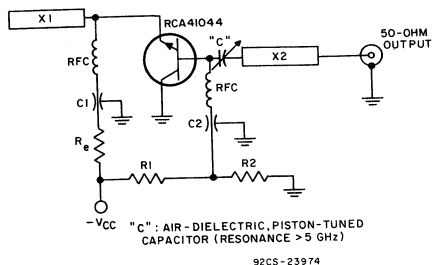 X1
RCA41044
"C"
50-OHM
OUTPUT
X2
RFC
RFC
C1
C2
Re
R1
R2
-VCC
"C": AIR-DIELECTRIC, PISTON-TUNED
CAPACITOR (RESONANCE > 5 GHz)
92CS-23974